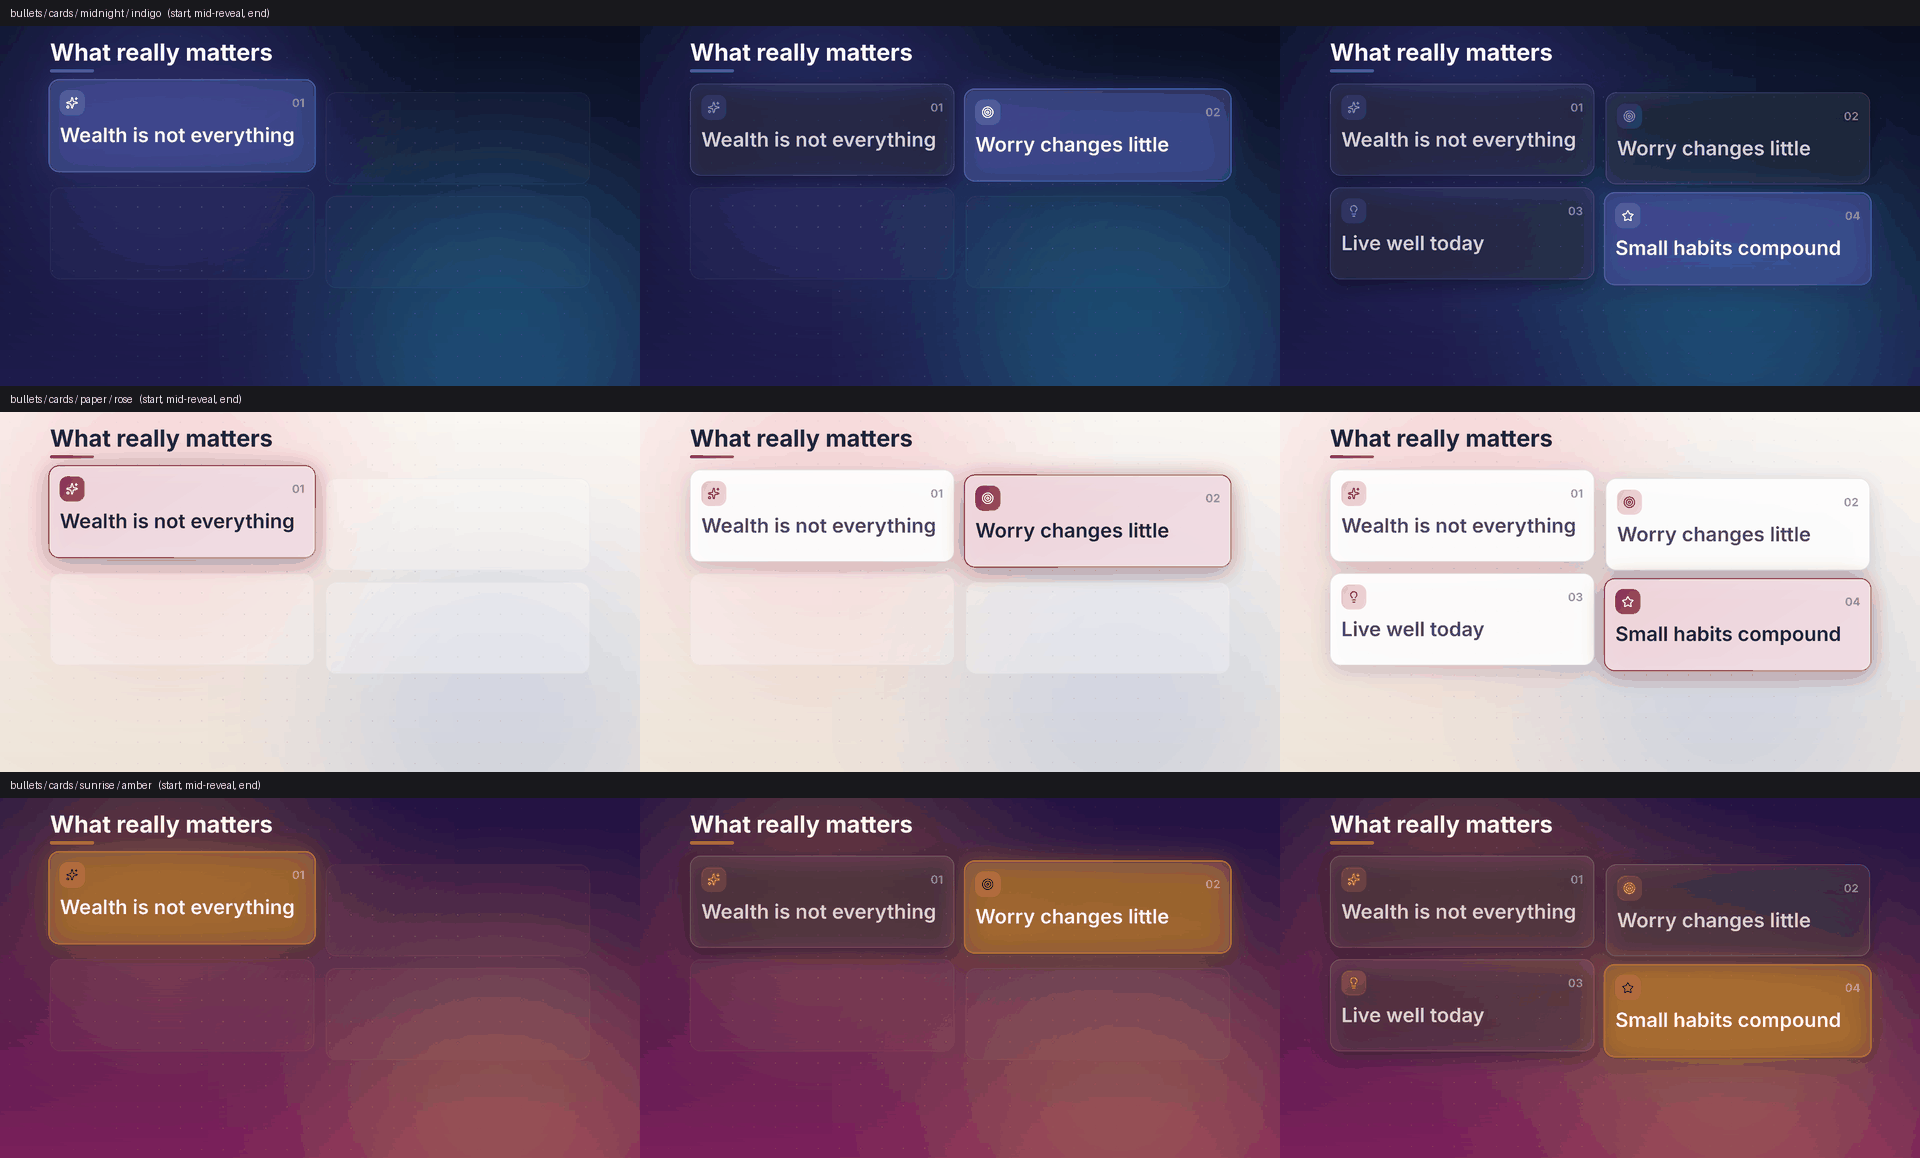 bullets / cards / midnight / indigo (start, mid-reveal, end)
What really matters
01
Wealth is not everything
What really matters
01
Wealth is not everything
02
Worry changes little
What really matters
01
Wealth is not everything
02
Worry changes little
03
Live well today
04
Small habits compound
bullets / cards / paper / rose (start, mid-reveal, end)
What really matters
01
Wealth is not everything
What really matters
01
Wealth is not everything
02
Worry changes little
What really matters
01
Wealth is not everything
02
Worry changes little
03
Live well today
04
Small habits compound
bullets / cards / sunrise / amber (start, mid-reveal, end)
What really matters
01
Wealth is not everything
What really matters
01
Wealth is not everything
02
Worry changes little
What really matters
01
Wealth is not everything
02
Worry changes little
03
Live well today
04
Small habits compound